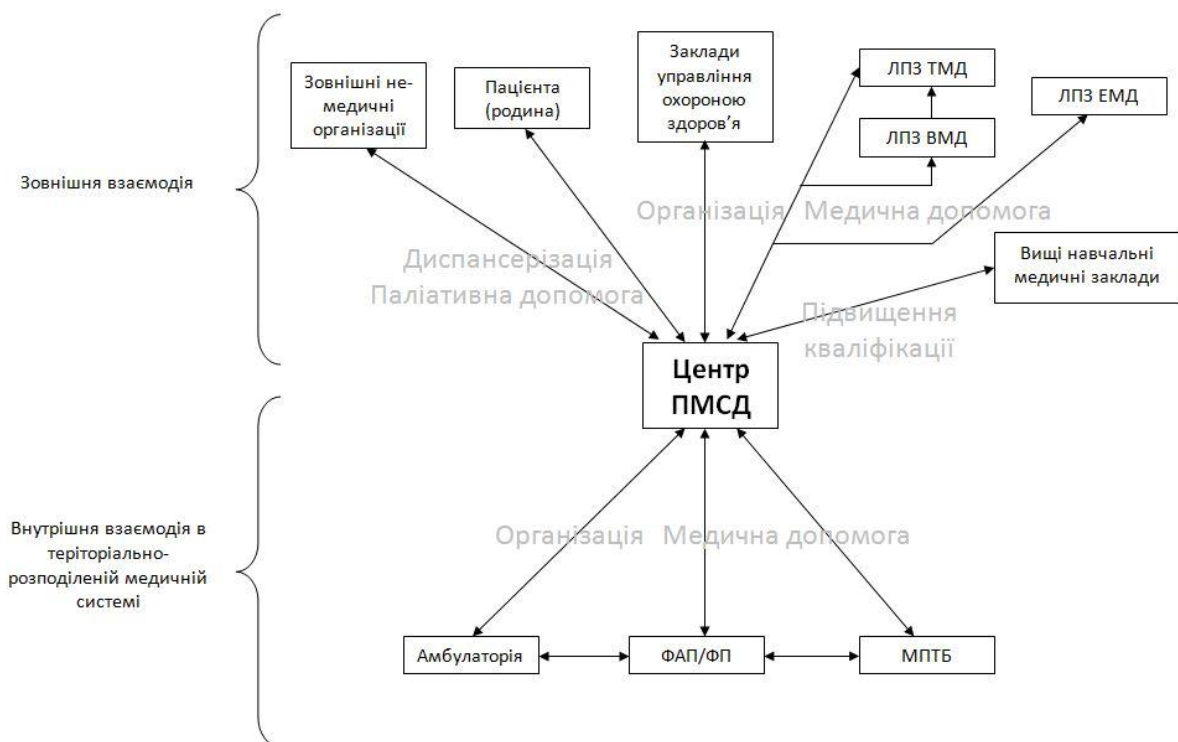 Зовнішні не-
медичні
організації
Пацієнта
(родина)
Заклади
управління
охороною
здоров’я
ЛПЗ ТМД
ЛПЗ ВМД
ЛПЗ ЕМД
Зовнішня взаємодія
Організація
Медична допомога
Диспансерізація
Паліативна допомога
Вищі навчальні
медичні заклади
Підвищення
кваліфікації
Центр
ПМСД
Внутрішня взаємодія в
теріторіально-
розподіленій медичній
системі
Організація
Медична допомога
Амбулаторія
ФАП/ФП
МПТБ